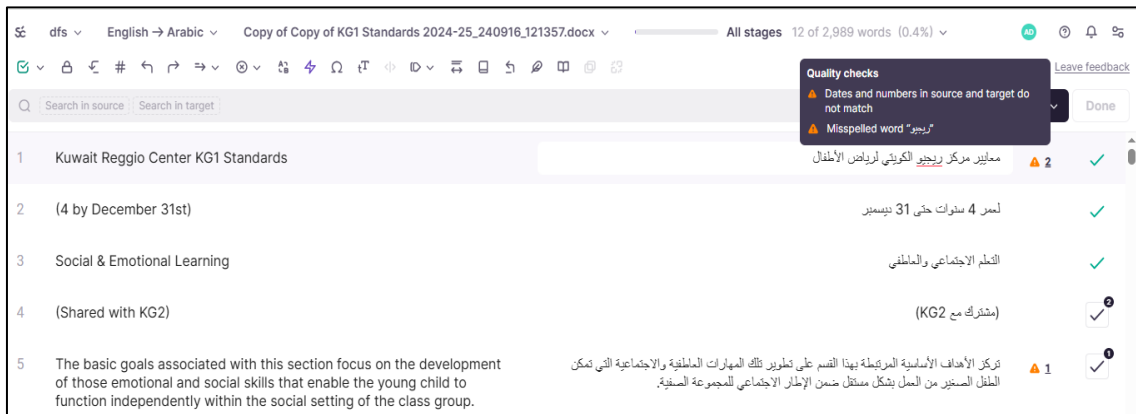 Sć dfs English → Arabic Copy of Copy of KG1 Standards 2024-25_240916_121357.docx All stages 12 of 2,989 words (0.4%) AD
Leave feedback
Search in source Search in target Done
Quality checks
Dates and numbers in source and target do
not match
Misspelled word "ريجيو"
1 Kuwait Reggio Center KG1 Standards
معايير مركز ريجيو الكويتي لرياض الأطفال
2
2 (4 by December 31st)
لعمر 4 سنوات حتى 31 ديسمبر
3 Social & Emotional Learning
التعلم الاجتماعي والعاطفي
4 (Shared with KG2)
(مشترك مع KG2)
2
5 The basic goals associated with this section focus on the development
of those emotional and social skills that enable the young child to
function independently within the social setting of the class group.
تركز الأهداف الأساسية المرتبطة بهذا القسم على تطوير تلك المهارات العاطفية والاجتماعية التي تمكن
الطفل الصغير من العمل بشكل مستقل ضمن الإطار الاجتماعي للمجموعة الصفية.
1
1